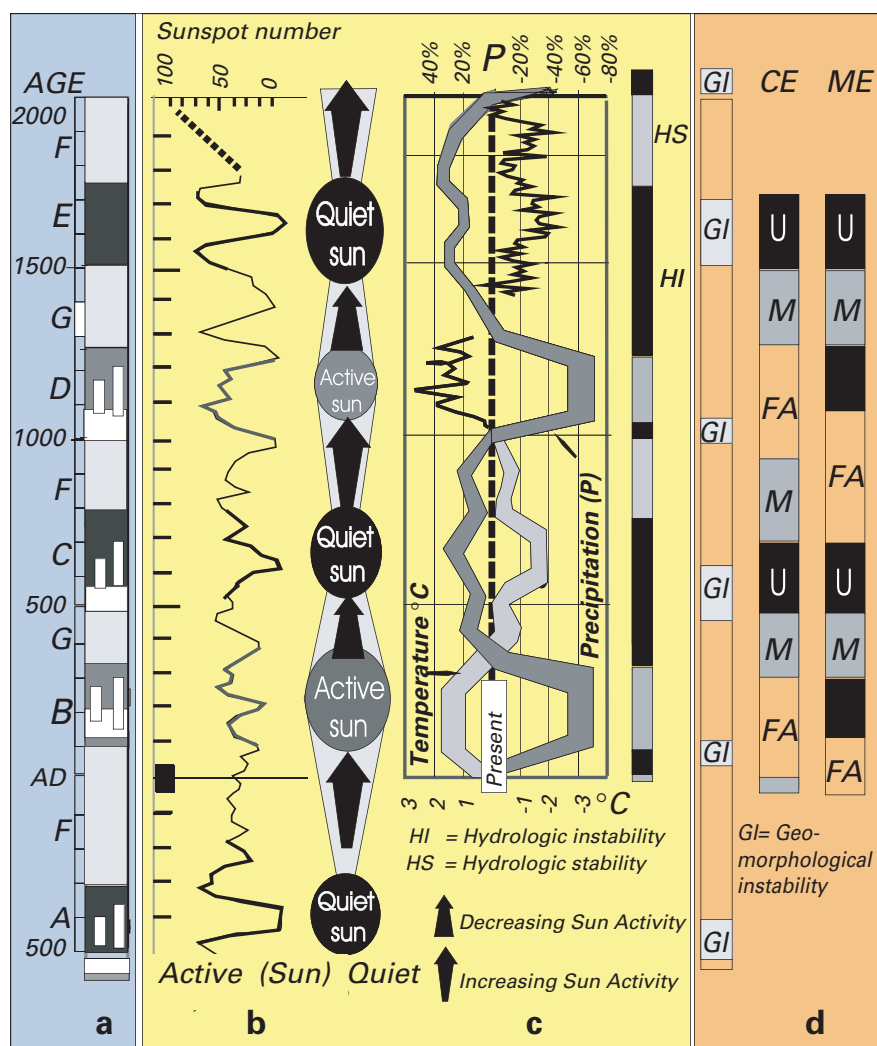 Sunspot number
100
50
0
40%
20%
P
-20%
-40%
-60%
-80%
AGE
GI
CE
ME
2000
F
HS
E
Quiet
sun
GI
U
U
1500
HI
G
M
M
D
Active
sun
FA
GI
1000
F
M
FA
C
Quiet
sun
Precipitation (P)
U
U
GI
500
Temperature °C
G
M
M
B
Active
sun
Present
FA
GI
AD
FA
3
2
1
-1
-2
-3
°C
F
HI = Hydrologic instability
HS = Hydrologic stability
GI= Geo-
morphological
instability
A
Quiet
sun
Decreasing Sun Activity
GI
500
Active (Sun) Quiet
Increasing Sun Activity
a
b
c
d